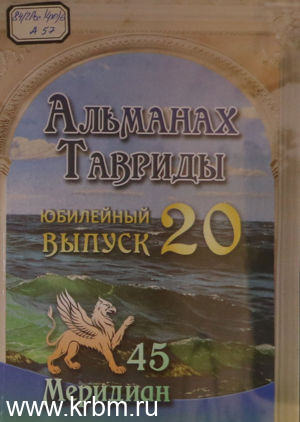 А 57
Альманах
Тавриды
ЮБИЛЕЙНЫЙ
ВЫПУСК 20
45
Меридиан
www.krbm.ru